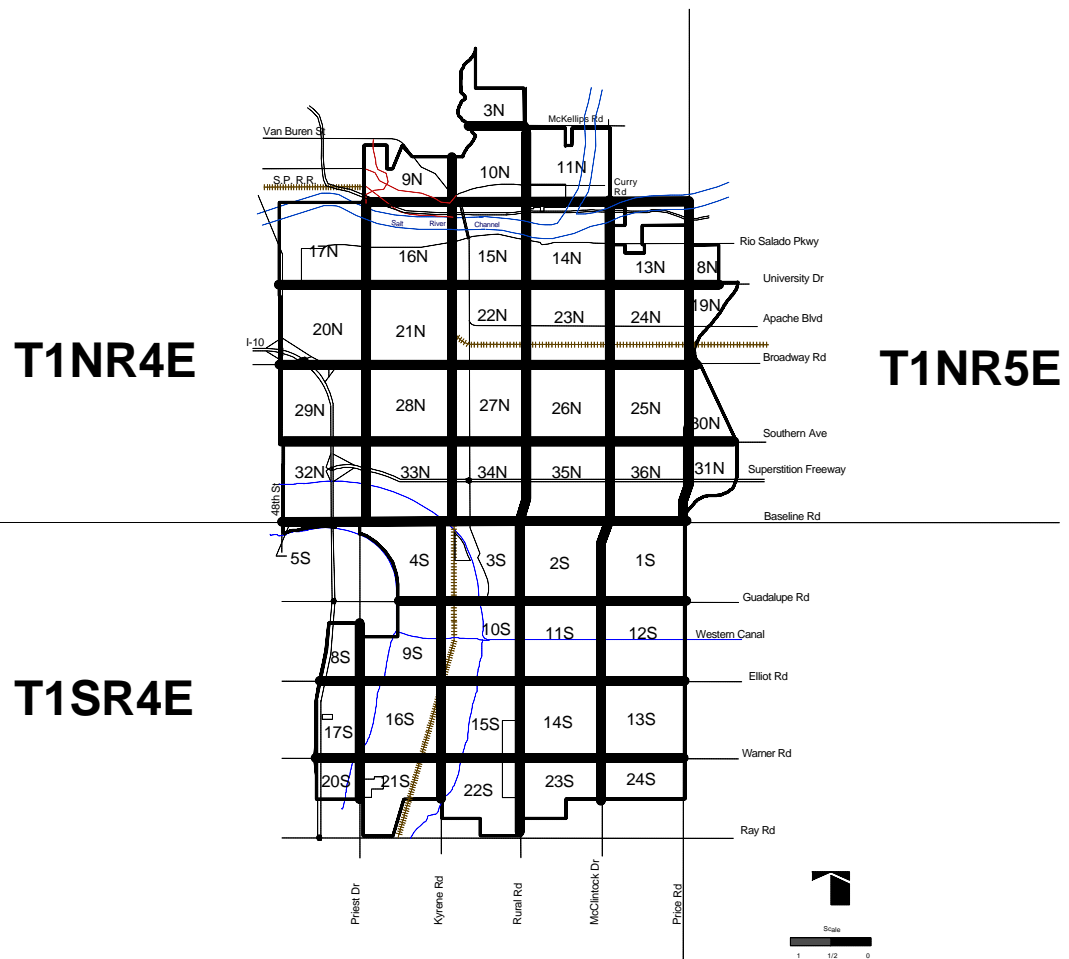 3N
McKellips Rd
Van Buren St
10N
11N
9N
S.P. R.R.
Curry
Rd
Salt River Channel
Rio Salado Pkwy
17N
16N
15N
14N
13N
8N
University Dr
19N
22N
23N
24N
Apache Blvd
20N
21N
I-10
Broadway Rd
T1NR4E
T1NR5E
29N
28N
27N
26N
25N
30N
Southern Ave
32N
33N
34N
35N
36N
31N
Superstition Freeway
48th St
Baseline Rd
5S
4S
3S
2S
1S
Guadalupe Rd
10S
11S
12S
Western Canal
8S
9S
Elliot Rd
T1SR4E
16S
15S
14S
13S
17S
Warner Rd
20S
21S
22S
23S
24S
Ray Rd
Priest Dr
Kyrene Rd
Rural Rd
McClintock Dr
Price Rd
Scale
1 1/2 0